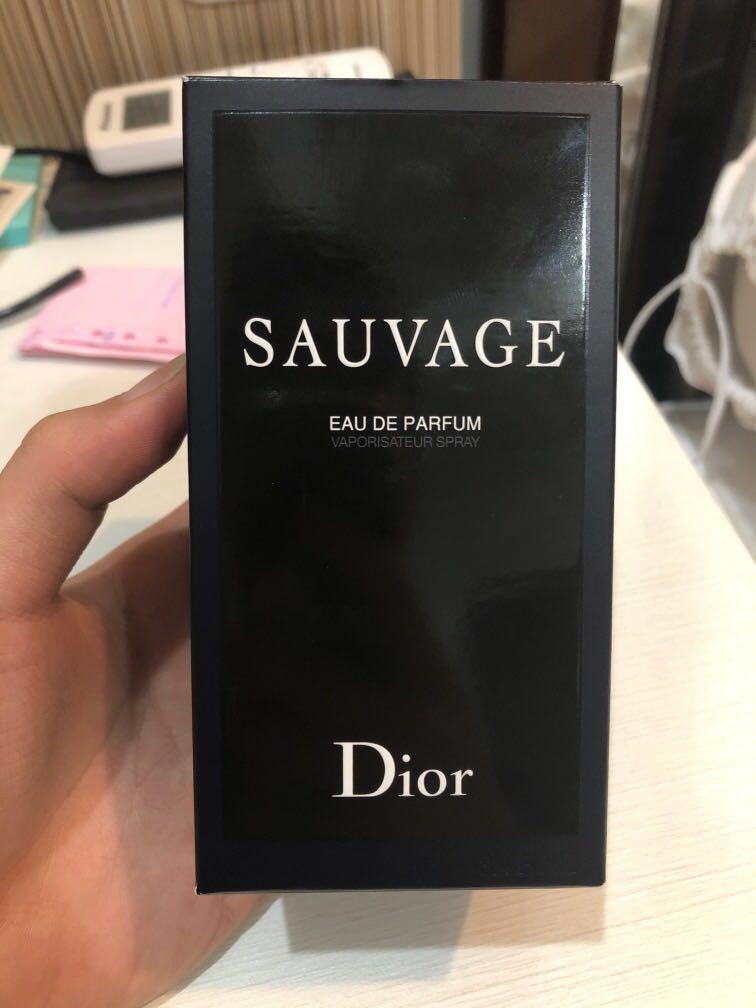 SAUVAGE
EAU DE PARFUM
VAPORISATEUR SPRAY
Dior